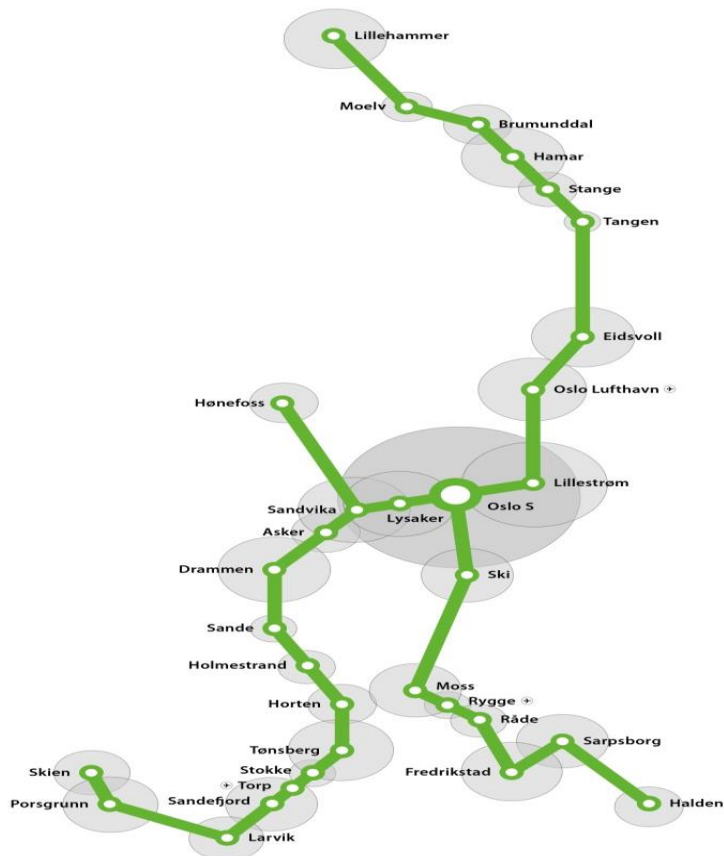 Lillehammer
Moelv
Brumunddal
Hamar
Stange
Tangen
Eidsvoll
Oslo Lufthavn
Hønefoss
Lillestrøm
Sandvika
Lysaker
Oslo S
Asker
Drammen
Ski
Sande
Holmestrand
Moss
Rygge
Horten
Råde
Tønsberg
Sarpsborg
Skien
Stokke
Fredrikstad
Torp
Porsgrunn
Sandefjord
Halden
Larvik